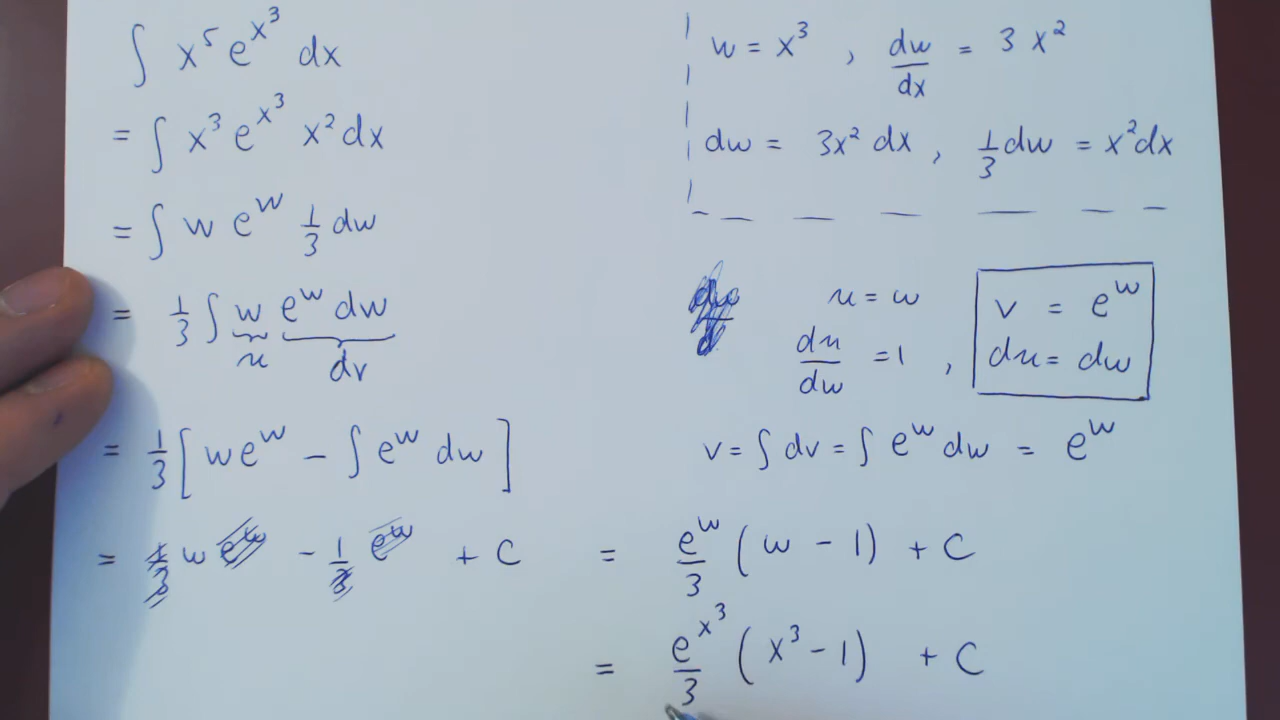 ∫ x⁵ e^{x³} dx
= ∫ x³ e^{x³} x² dx
= ∫ w e^w 1/3 dw
= 1/3 ∫ w e^w dw
u dv
= 1/3 [ w e^w - ∫ e^w dw ]
= 1/3 w e^w - 1/3 e^w + C = e^w/3 (w - 1) + C
= e^{x³}/3 (x³ - 1) + C
w = x³ , dw/dx = 3 x²
dw = 3x² dx , 1/3 dw = x² dx
u = w
du/dw = 1 ,
v = e^w
du = dw
v = ∫ dv = ∫ e^w dw = e^w